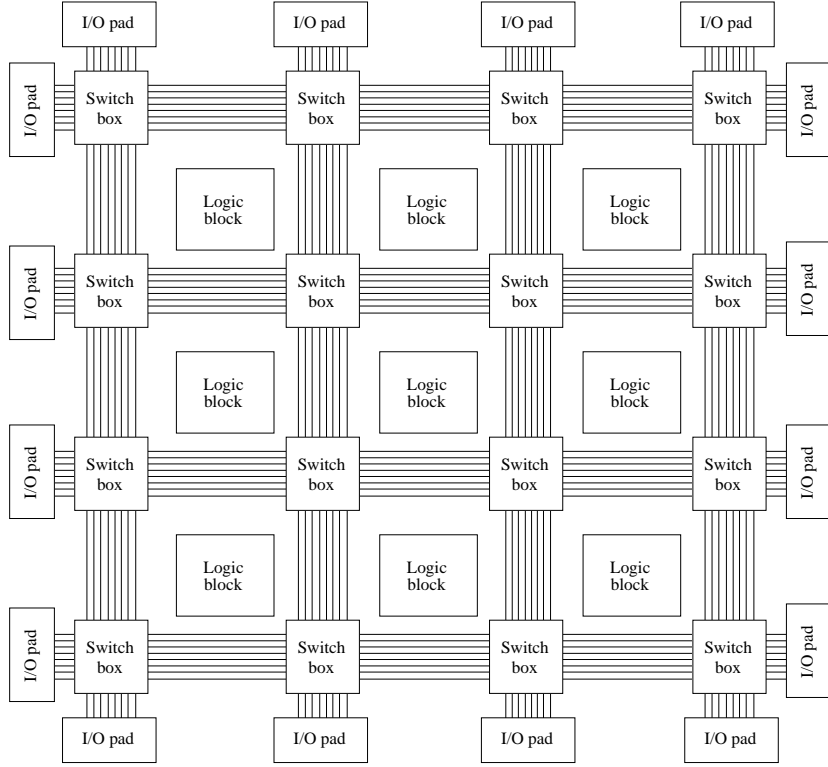 I/O pad
I/O pad
I/O pad
I/O pad
I/O pad
Switch
box
Switch
box
Switch
box
Switch
box
I/O pad
Logic
block
Logic
block
Logic
block
I/O pad
Switch
box
Switch
box
Switch
box
Switch
box
I/O pad
Logic
block
Logic
block
Logic
block
I/O pad
Switch
box
Switch
box
Switch
box
Switch
box
I/O pad
Logic
block
Logic
block
Logic
block
I/O pad
Switch
box
Switch
box
Switch
box
Switch
box
I/O pad
I/O pad
I/O pad
I/O pad
I/O pad